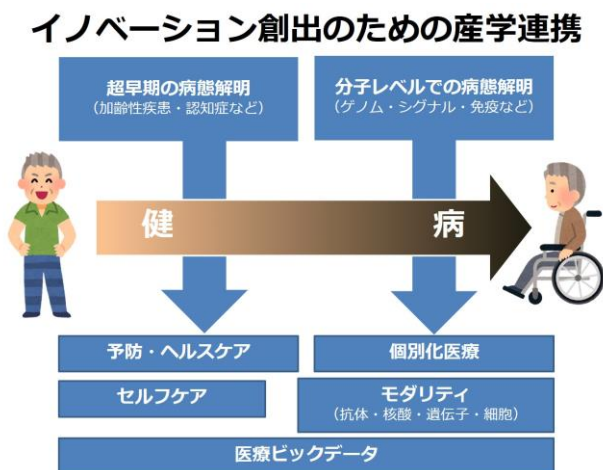 イノベーション創出のための産学連携
超早期の病態解明
（加齢性疾患・認知症など）
分子レベルでの病態解明
（ゲノム・シグナル・免疫など）
健
病
予防・ヘルスケア
個別化医療
セルフケア
モダリティ
（抗体・核酸・遺伝子・細胞）
医療ビックデータ